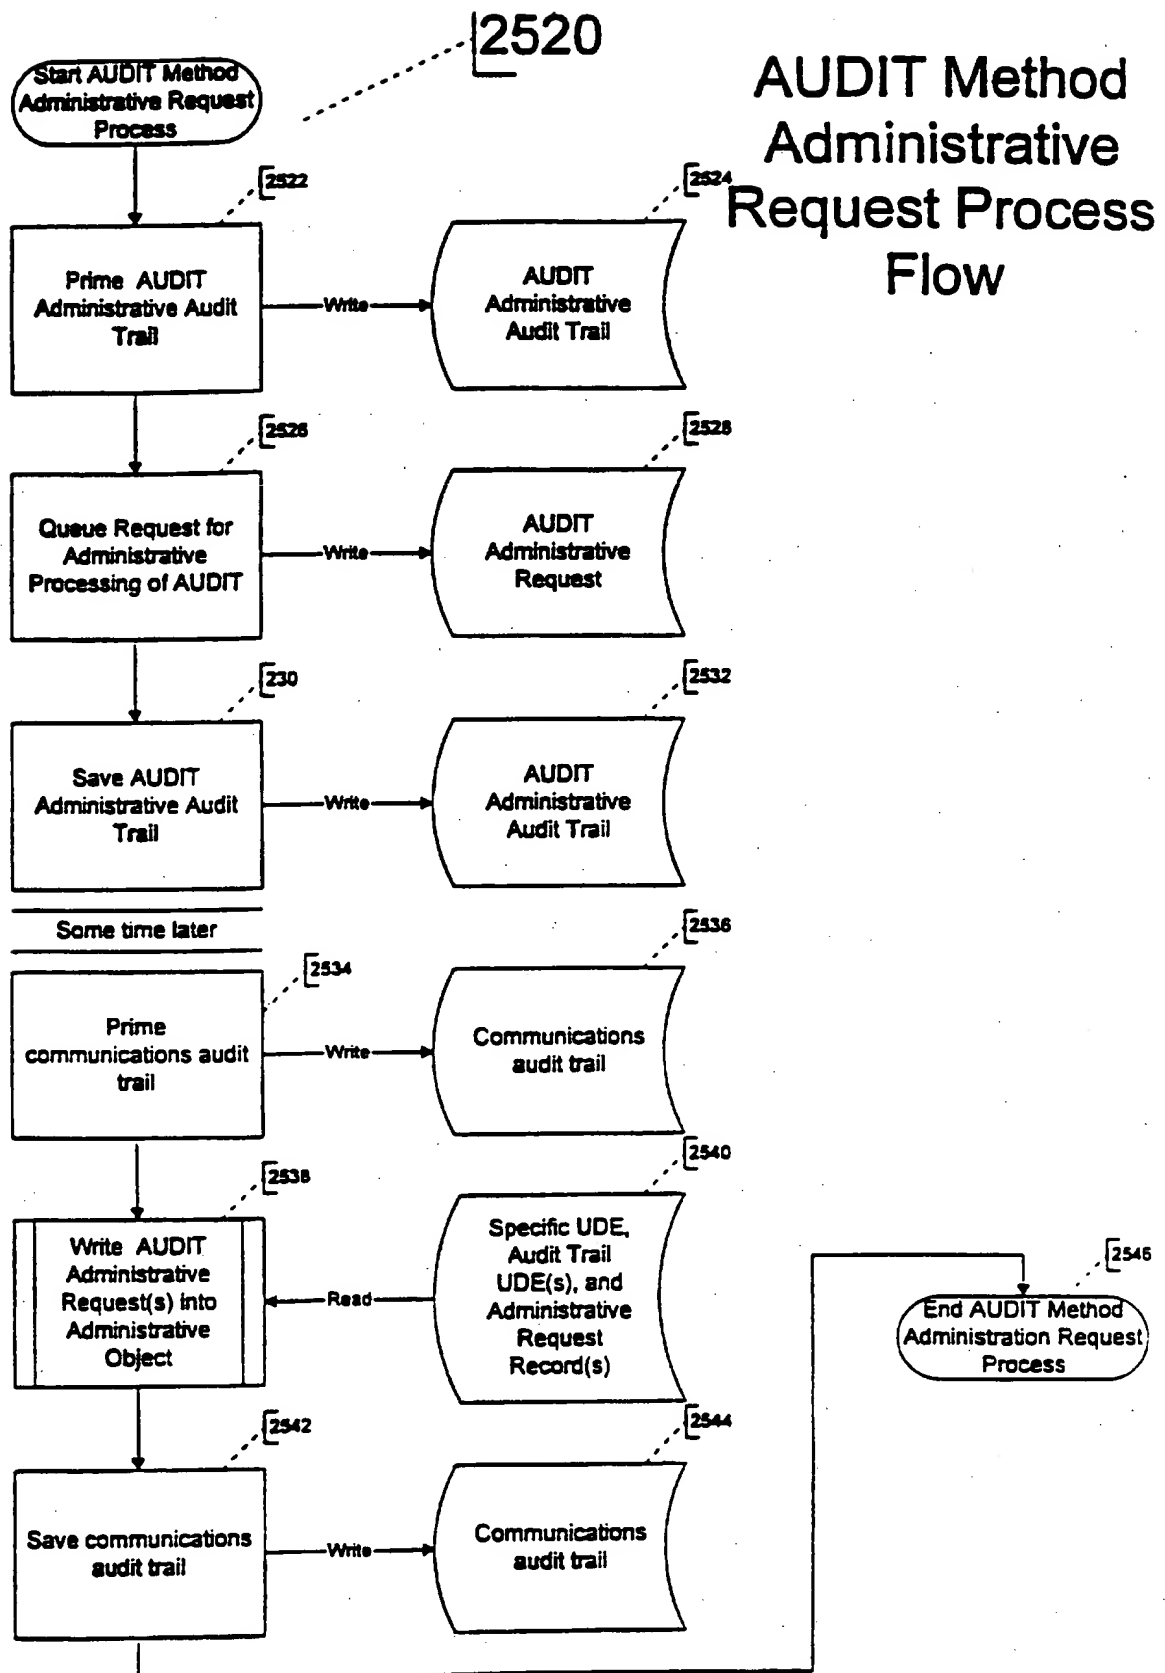 2520
AUDIT Method
Administrative
Request Process
Flow
Start AUDIT Method
Administrative Request
Process
2522
Prime AUDIT
Administrative Audit
Trail
Write
2524
AUDIT
Administrative
Audit Trail
2526
Queue Request for
Administrative
Processing of AUDIT
Write
2528
AUDIT
Administrative
Request
230
Save AUDIT
Administrative Audit
Trail
Write
2532
AUDIT
Administrative
Audit Trail
Some time later
2534
Prime
communications audit
trail
Write
2536
Communications
audit trail
2538
Write AUDIT
Administrative
Request(s) into
Administrative
Object
Read
2540
Specific UDE,
Audit Trail
UDE(s), and
Administrative
Request
Record(s)
2542
Save communications
audit trail
Write
2544
Communications
audit trail
2546
End AUDIT Method
Administration Request
Process